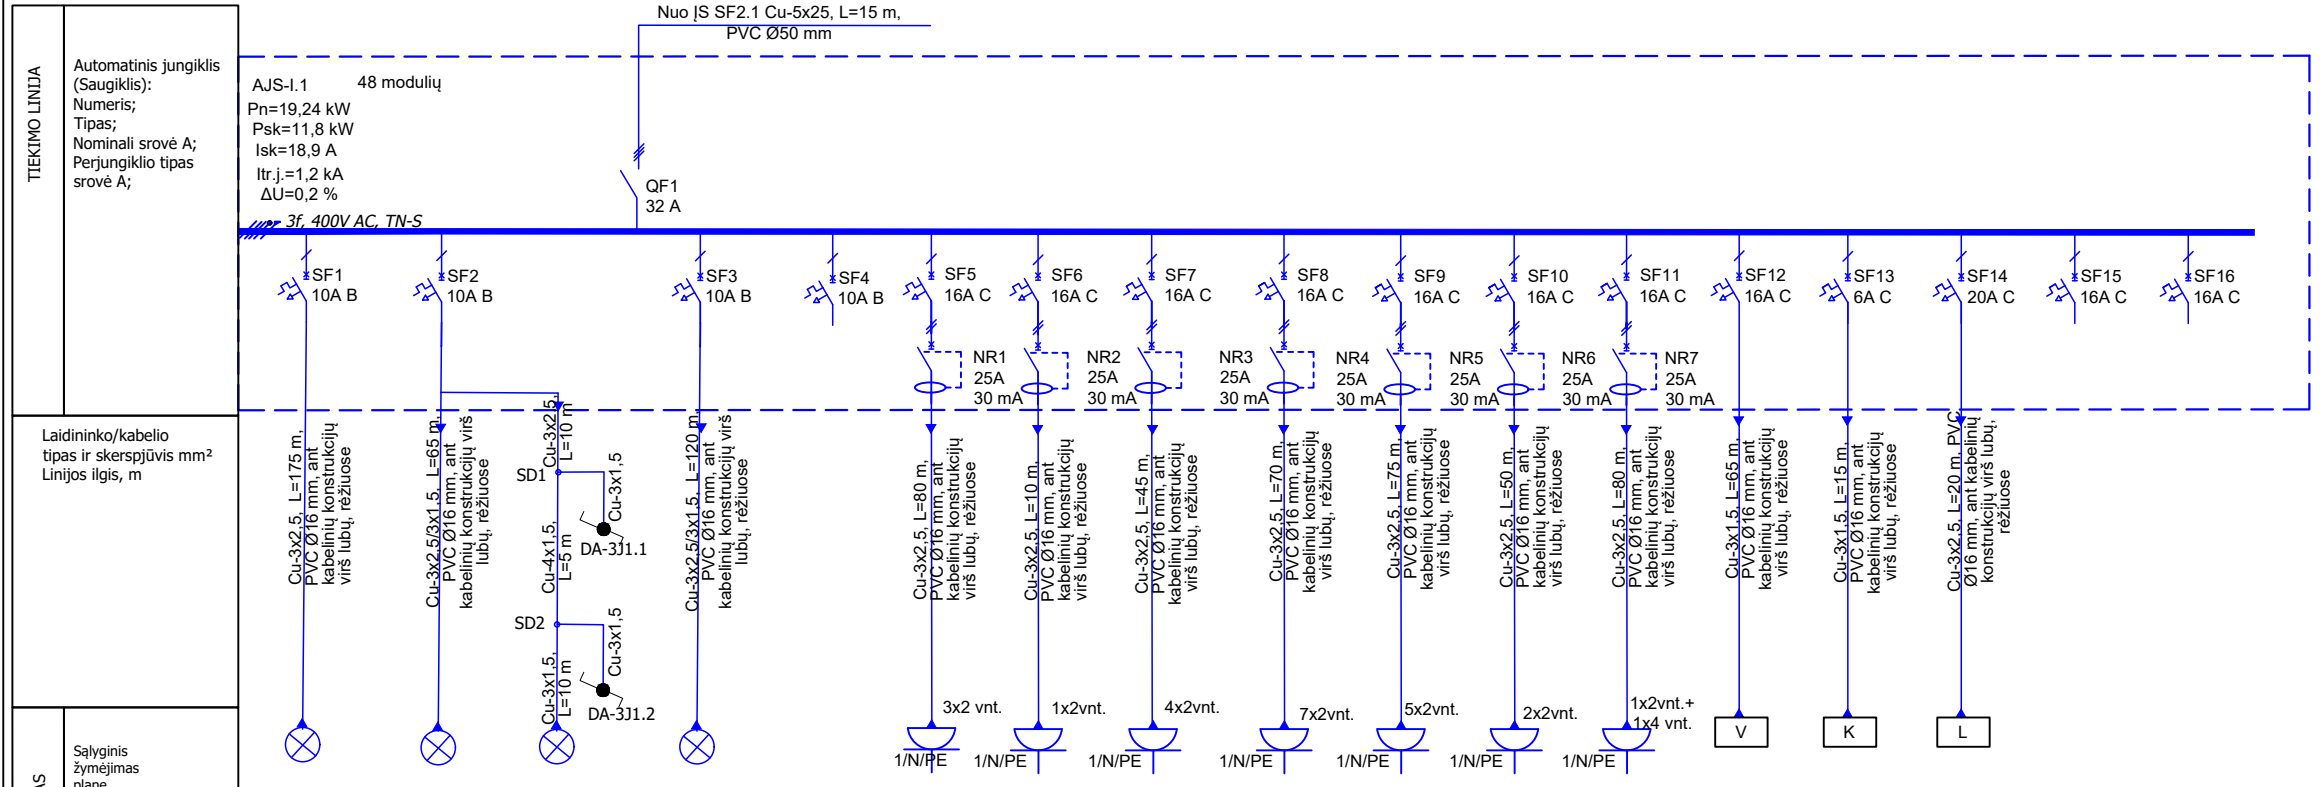 Nuo ĮS SF2.1 Cu-5x25, L=15 m,
PVC Ø50 mm
TIEKIMO LINIJA
Automatinis jungiklis
(Saugiklis):
Numeris;
Tipas;
Nominali srovė A;
Perjungiklio tipas
srovė A;
AJS-I.1
48 modulių
Pn=19,24 kW
Psk=11,8 kW
Isk=18,9 A
Itr.j.=1,2 kA
ΔU=0,2 %
3f, 400V AC, TN-S
QF1
32 A
SF1
10A B
SF2
10A B
SF3
10A B
SF4
10A B
SF5
16A C
SF6
16A C
SF7
16A C
SF8
16A C
SF9
16A C
SF10
16A C
SF11
16A C
SF12
16A C
SF13
6A C
SF14
20A C
SF15
16A C
SF16
16A C
NR1
25A
30 mA
NR2
25A
30 mA
NR3
25A
30 mA
NR4
25A
30 mA
NR5
25A
30 mA
NR6
25A
30 mA
NR7
25A
30 mA
Laidininko/kabelio
tipas ir skerspjūvis mm²
Linijos ilgis, m
Cu-3x2,5, L=175 m,
PVC Ø16 mm, ant
kabelinių konstrukcijų
virš lubų, rėžiuose
Cu-3x2,5/3x1,5, L=65 m,
PVC Ø16 mm, ant
kabelinių konstrukcijų virš
lubų, rėžiuose
Cu-3x2,5,
L=10 m
SD1
Cu-3x1,5
DA-3J1.1
Cu-4x1,5,
L=5 m
SD2
Cu-3x1,5
DA-3J1.2
Cu-3x1,5,
L=10 m
Cu-3x2,5/3x1,5, L=120 m,
PVC Ø16 mm, ant
kabelinių konstrukcijų virš
lubų, rėžiuose
Cu-3x2,5, L=80 m,
PVC Ø16 mm, ant
kabelinių konstrukcijų
virš lubų, rėžiuose
Cu-3x2,5, L=10 m,
PVC Ø16 mm, ant
kabelinių konstrukcijų
virš lubų, rėžiuose
Cu-3x2,5, L=45 m,
PVC Ø16 mm, ant
kabelinių konstrukcijų
virš lubų, rėžiuose
Cu-3x2,5, L=70 m,
PVC Ø16 mm, ant
kabelinių konstrukcijų
virš lubų, rėžiuose
Cu-3x2,5, L=75 m,
PVC Ø16 mm, ant
kabelinių konstrukcijų
virš lubų, rėžiuose
Cu-3x2,5, L=50 m,
PVC Ø16 mm, ant
kabelinių konstrukcijų
virš lubų, rėžiuose
Cu-3x2,5, L=80 m,
PVC Ø16 mm, ant
kabelinių konstrukcijų
virš lubų, rėžiuose
Cu-3x1,5, L=65 m,
PVC Ø16 mm, ant
kabelinių konstrukcijų
virš lubų, rėžiuose
Cu-3x1,5, L=15 m,
PVC Ø16 mm, ant
kabelinių konstrukcijų
virš lubų, rėžiuose
Cu-3x2,5, L=20 m, PVC
Ø16 mm, ant kabelinių
konstrukcijų virš lubų,
rėžiuose
3x2 vnt.
1x2vnt.
4x2vnt.
7x2vnt.
5x2vnt.
2x2vnt.
1x2vnt.+
1x4 vnt.
1/N/PE
1/N/PE
1/N/PE
1/N/PE
1/N/PE
1/N/PE
1/N/PE
V
K
L
AS
Sąlyginis
žymėjimas
plane